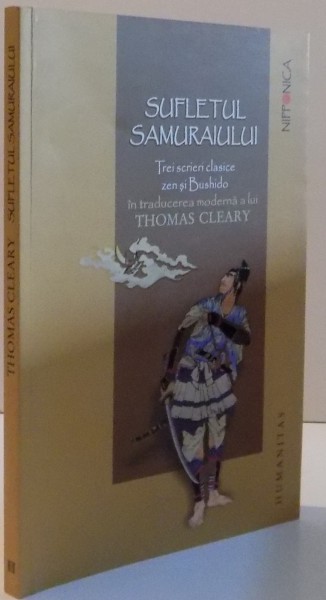 SUFLETUL
SAMURAIULUI
Trei scrieri clasice
zen și Bushido
în traducerea modernă a lui
THOMAS CLEARY
NIPPONICA
HUMANITAS
THOMAS CLEARY SUFLETUL SAMURAIULUI